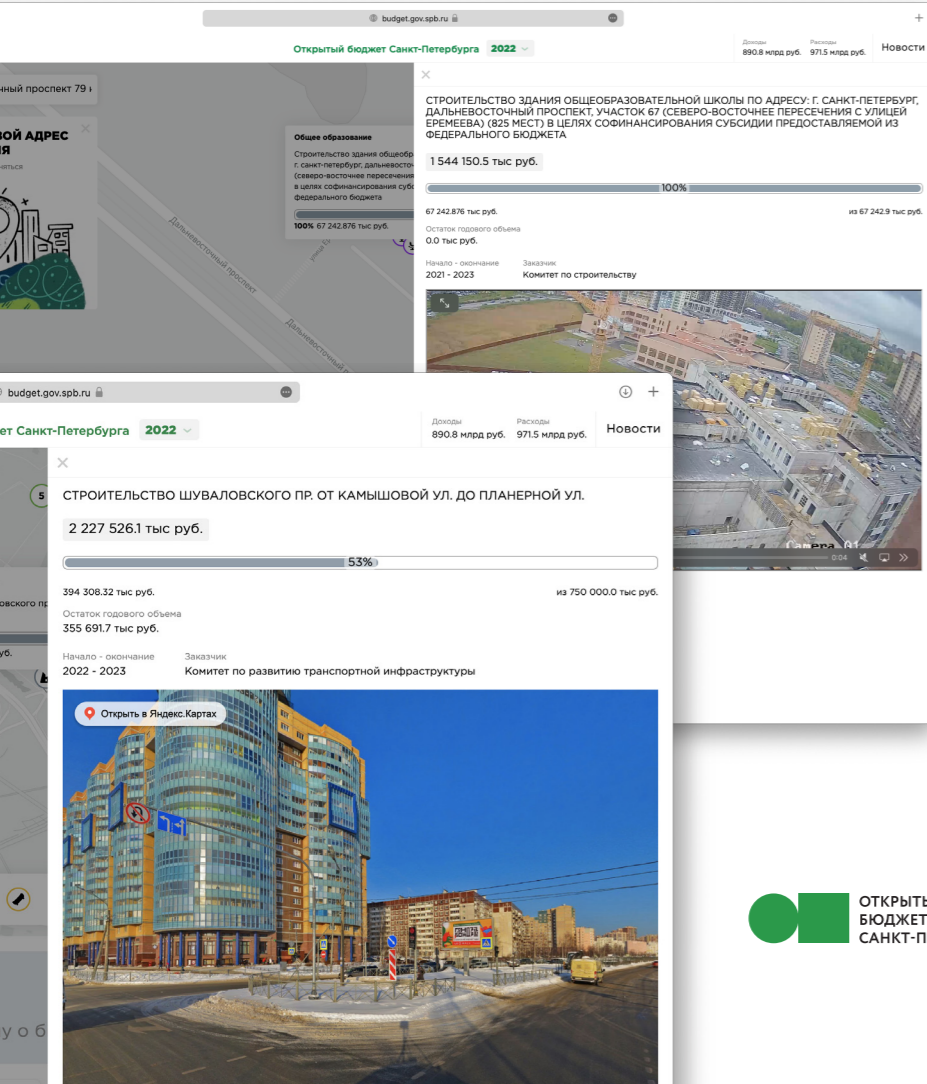 budget.gov.spb.ru
Открытый бюджет Санкт-Петербурга 2022
Доходы
890.8 млрд руб.
Расходы
971.5 млрд руб.
Новости
проспект 79
АДРЕС
Общее образование
Строительство здания
г. санкт-петербург,
(северо-восточнее пересечения
в целях софинансирования
федерального бюджета
100% 67 242.876 тыс руб.
Дальневосточный проспект
Дальневосточный
СТРОИТЕЛЬСТВО ЗДАНИЯ ОБЩЕОБРАЗОВАТЕЛЬНОЙ ШКОЛЫ ПО АДРЕСУ: Г. САНКТ-ПЕТЕРБУРГ,
ДАЛЬНЕВОСТОЧНЫЙ ПРОСПЕКТ, УЧАСТОК 67 (СЕВЕРО-ВОСТОЧНЕЕ ПЕРЕСЕЧЕНИЯ С УЛИЦЕЙ
ЕРЕМЕЕВА) (825 МЕСТ) В ЦЕЛЯХ СОФИНАНСИРОВАНИЯ СУБСИДИИ ПРЕДОСТАВЛЯЕМОЙ ИЗ
ФЕДЕРАЛЬНОГО БЮДЖЕТА
1 544 150.5 тыс руб.
100%
67 242.876 тыс руб.
из 67 242.9 тыс руб.
Остаток годового объема
0.0 тыс руб.
Начало - окончание
2021 - 2023
Заказчик
Комитет по строительству
Camera 01
0:04
budget.gov.spb.ru
Санкт-Петербурга 2022
Доходы
890.8 млрд руб.
Расходы
971.5 млрд руб.
Новости
5
СТРОИТЕЛЬСТВО ШУВАЛОВСКОГО ПР. ОТ КАМЫШОВОЙ УЛ. ДО ПЛАНЕРНОЙ УЛ.
2 227 526.1 тыс руб.
53%
394 308.32 тыс руб.
из 750 000.0 тыс руб.
Остаток годового объема
355 691.7 тыс руб.
Начало - окончание
2022 - 2023
Заказчик
Комитет по развитию транспортной инфраструктуры
Открыть в Яндекс.Картах
БЮДЖЕТ